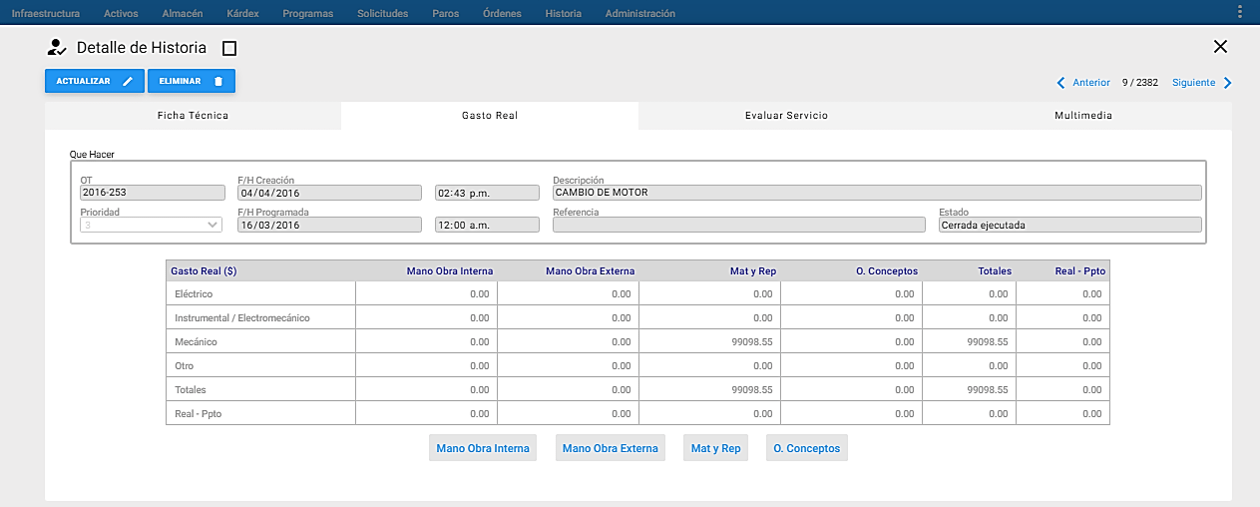 Infraestructura Activos Almacén Kárdex Programas Solicitudes Paros Órdenes Historia Administración
Detalle de Historia
ACTUALIZAR ELIMINAR
Anterior 9 / 2382 Siguiente
Ficha Técnica Gasto Real Evaluar Servicio Multimedia
Que Hacer
OT F/H Creación Descripción
2016-253 04/04/2016 02:43 p.m. CAMBIO DE MOTOR
Prioridad F/H Programada Referencia Estado
3 16/03/2016 12:00 a.m. Cerrada ejecutada
Gasto Real ($) Mano Obra Interna Mano Obra Externa Mat y Rep O. Conceptos Totales Real - Ppto
Eléctrico 0.00 0.00 0.00 0.00 0.00 0.00
Instrumental / Electromecánico 0.00 0.00 0.00 0.00 0.00 0.00
Mecánico 0.00 0.00 99098.55 0.00 99098.55 0.00
Otro 0.00 0.00 0.00 0.00 0.00 0.00
Totales 0.00 0.00 99098.55 0.00 99098.55 0.00
Real - Ppto 0.00 0.00 0.00 0.00 0.00 0.00
Mano Obra Interna Mano Obra Externa Mat y Rep O. Conceptos